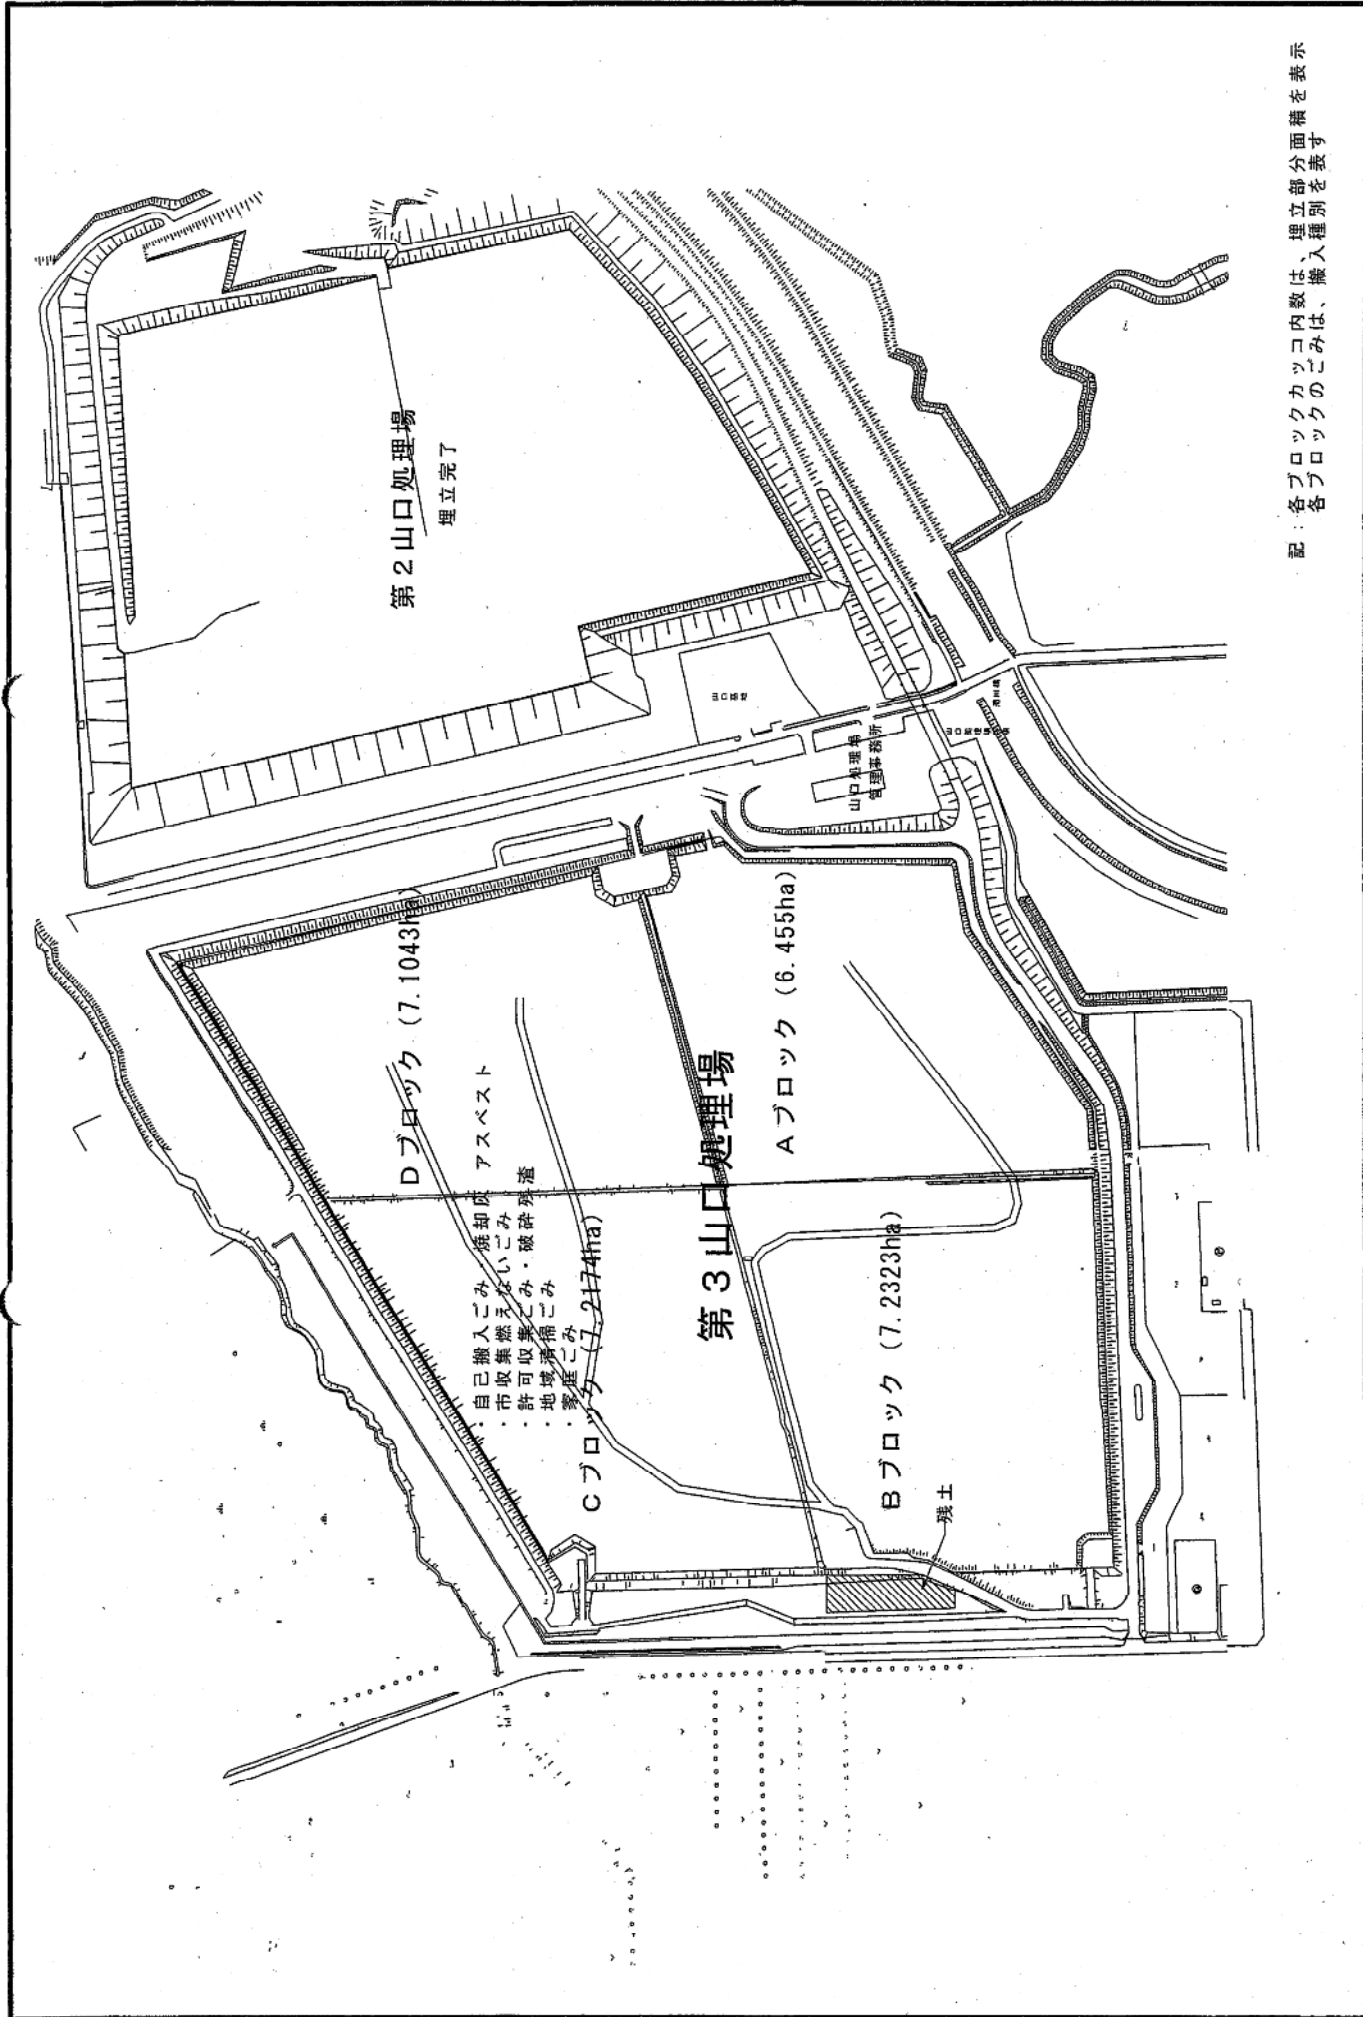 第2山口処理場
埋立完了
山口処理場
管理事務所
Dブロック (7.1043ha)
・自己搬入ごみ・焼却灰 アスベスト
・市収集燃えないごみ
・許可収集ごみ・破砕残渣
・地域清掃ごみ
・家庭ごみ
Cブロック (7.2174ha)
第3山口処理場
Aブロック (6.455ha)
Bブロック (7.2323ha)
残土
記：各ブロックカッコ内数は、埋立部分面積を表示
各ブロックのごみは、搬入種別を表す